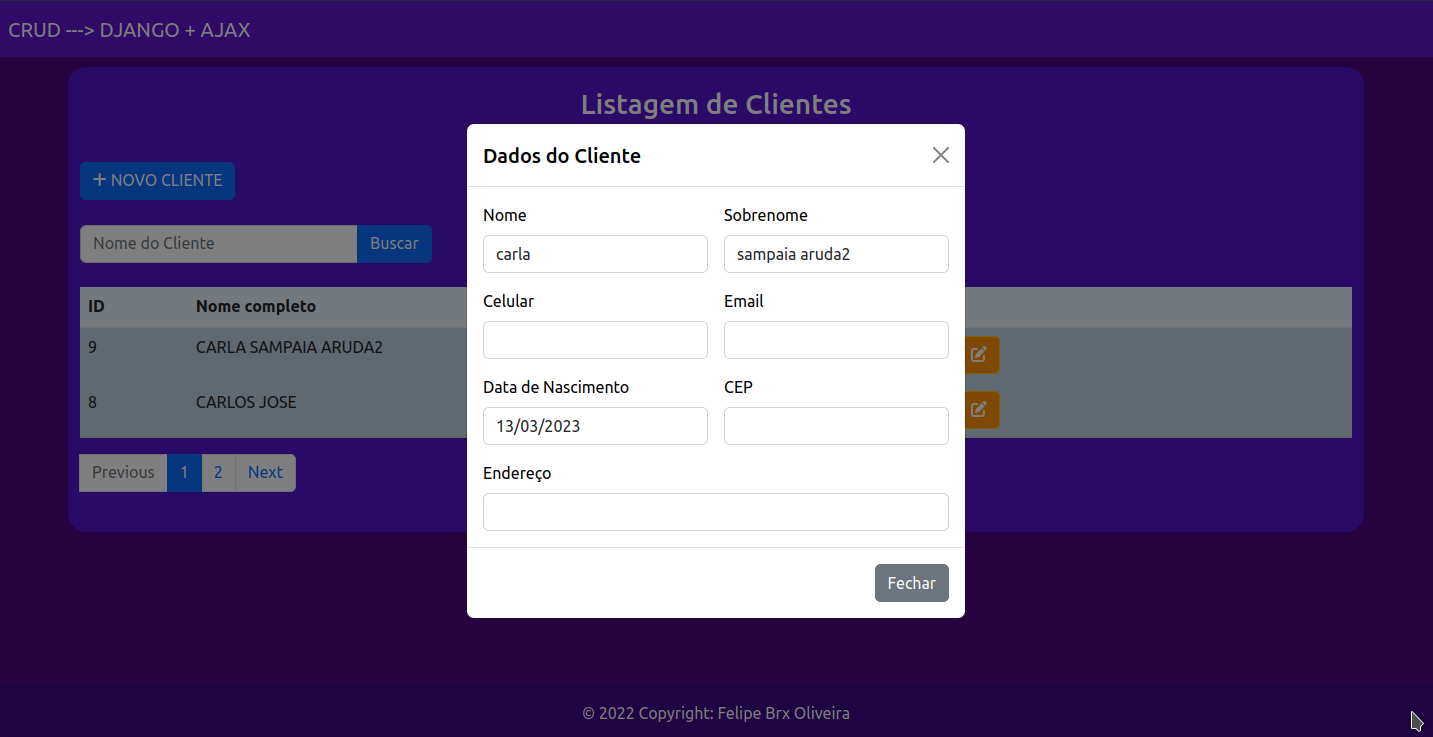 CRUD ---> DJANGO + AJAX
Listagem de Clientes
Dados do Cliente
+ NOVO CLIENTE
Nome
Sobrenome
carla
sampaia aruda2
Nome do Cliente
Buscar
Celular
Email
ID
Nome completo
9
CARLA SAMPAIA ARUDA2
Data de Nascimento
CEP
8
CARLOS JOSE
13/03/2023
Previous
1
2
Next
Endereço
Fechar
© 2022 Copyright: Felipe Brx Oliveira